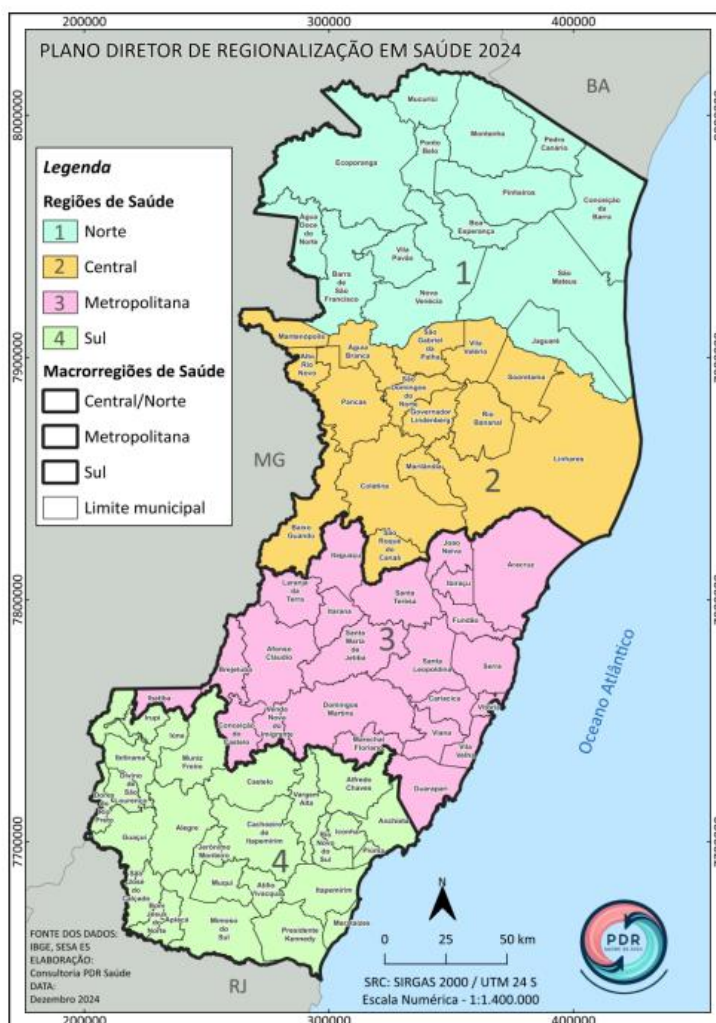 200000
300000
400000
PLANO DIRETOR DE REGIONALIZAÇÃO EM SAÚDE 2024
BA
8000000
Legenda
Regiões de Saúde
1 Norte
2 Central
3 Metropolitana
4 Sul
Macrorregiões de Saúde
Central/Norte
Metropolitana
Sul
Limite municipal
Mucurici
Montanha
Pedro
Canário
Ponto
Belo
Ecoporanga
Pinheiros
Conceição
da
Barra
Água
Doce do
Norte
Boa
Esperança
Vila
Pavão
1
Barra
de São
Francisco
Nova
Venécia
São
Mateus
Jaguaré
7900000
Mantenópolis
Alto
Rio
Novo
Águia
Branca
São
Gabriel
da
Palha
Vila
Valério
Sooretama
São
Domingos
do
Norte
Pancas
Governador
Lindenberg
Rio
Bananal
Linhares
MG
Marilândia
Colatina
2
Baixo
Guandu
São
Roque do
Canaã
Itaguaçu
João
Neiva
Aracruz
Ibiraçu
7800000
Laranja
da
Terra
Itarana
Santa
Teresa
Fundão
Afonso
Cláudio
Santa
Maria
de
Jetibá
3
Santa
Leopoldina
Serra
Brejetuba
Cariacica
Vitória
Domingos
Martins
Viana
Vila
Velha
Conceição
do
Castelo
Venda
Nova
do
Imigrante
Marechal
Floriano
Guarapari
Oceano Atlântico
Irupi
Iúna
Ibitirama
Muniz
Freire
Castelo
Alfredo
Chaves
Divino
de São
Lourenço
Dores
do Rio
Preto
Vargem
Alta
Anchieta
7700000
Guaçuí
Alegre
Cachoeiro
de
Itapemirim
Iconha
Rio
Novo
do
Sul
Piúma
Jerônimo
Monteiro
4
São
José do
Calçado
Muqui
Atílio
Vivacqua
Itapemirim
Bom
Jesus
do
Norte
Apiacá
Mimoso
do
Sul
Presidente
Kennedy
Marataízes
N
0 25 50 km
PDR
FONTE DOS DADOS:
IBGE, SESA ES
ELABORAÇÃO:
Consultoria PDR Saúde
DATA:
Dezembro 2024
RJ
SRC: SIRGAS 2000 / UTM 24 S
Escala Numérica - 1:1.400.000
200000
300000
400000